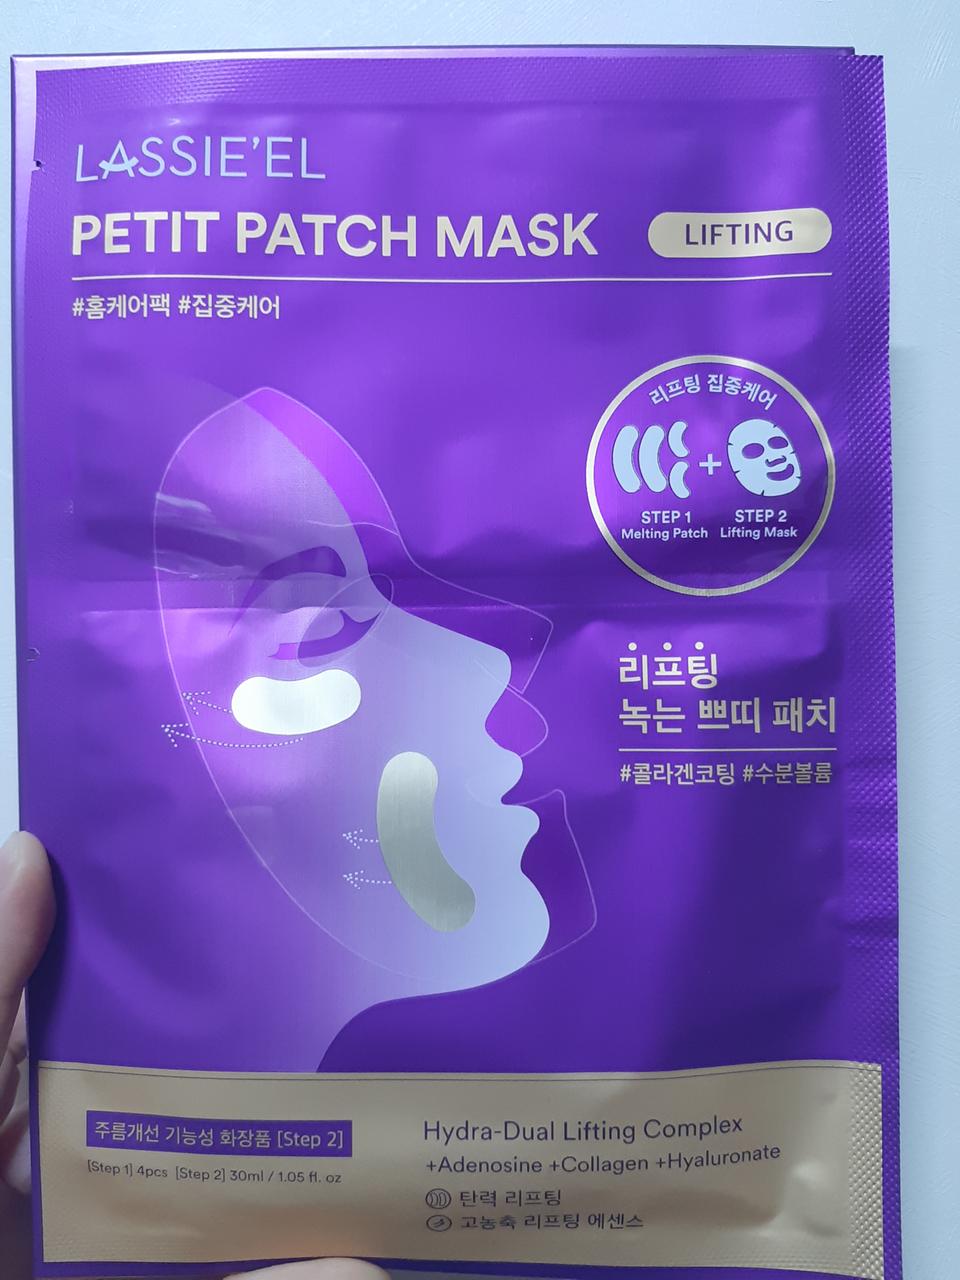 LASSIE'EL
PETIT PATCH MASK LIFTING
#홈케어팩 #집중케어
리프팅 집중케어
+
STEP 1 STEP 2
Melting Patch Lifting Mask
리프팅
녹는 쁘띠 패치
#콜라겐코팅 #수분볼륨
주름개선 기능성 화장품 [Step 2]
[Step 1] 4pcs [Step 2] 30ml / 1.05 fl. oz
Hydra-Dual Lifting Complex
+Adenosine +Collagen +Hyaluronate
탄력 리프팅
고농축 리프팅 에센스